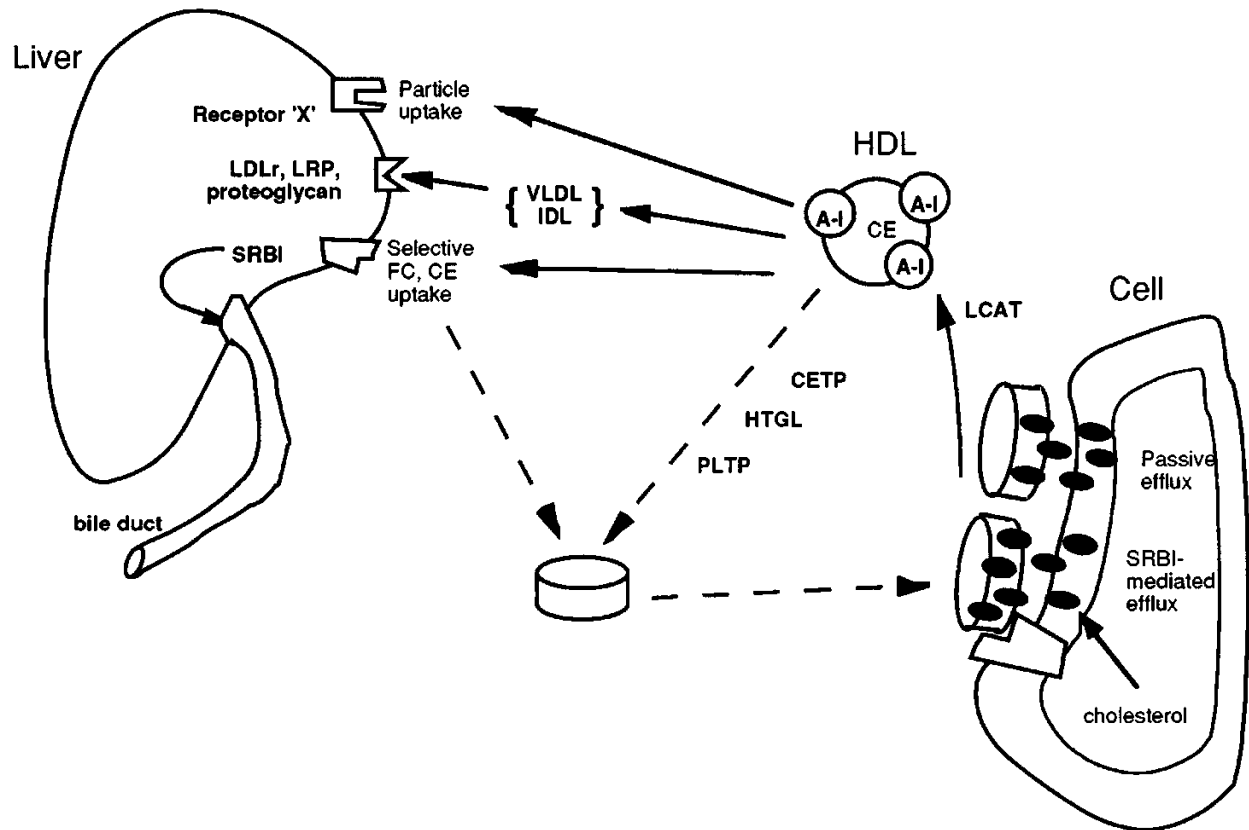 Liver
Receptor 'X'
Particle
uptake
LDLr, LRP,
proteoglycan
{ VLDL }
IDL
SRBI
Selective
FC, CE
uptake
bile duct
HDL
A-I
A-I
CE
A-I
LCAT
CETP
HTGL
PLTP
Cell
Passive
efflux
SRBI-
mediated
efflux
cholesterol